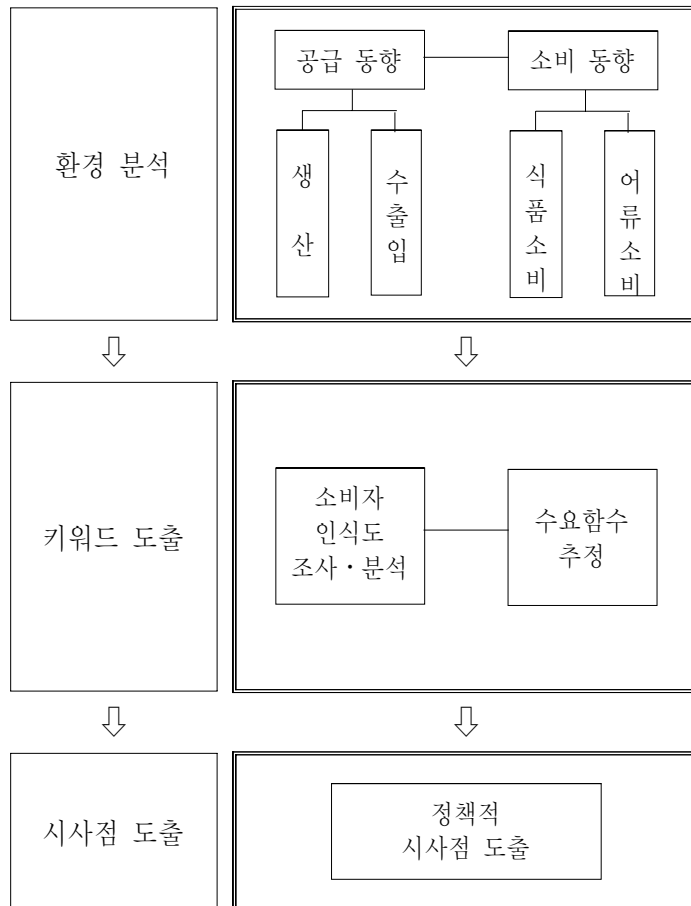 환경 분석
공급 동향
소비 동향
생산
수출입
식품소비
어류소비
키워드 도출
소비자
인식도
조사・분석
수요함수
추정
시사점 도출
정책적
시사점 도출